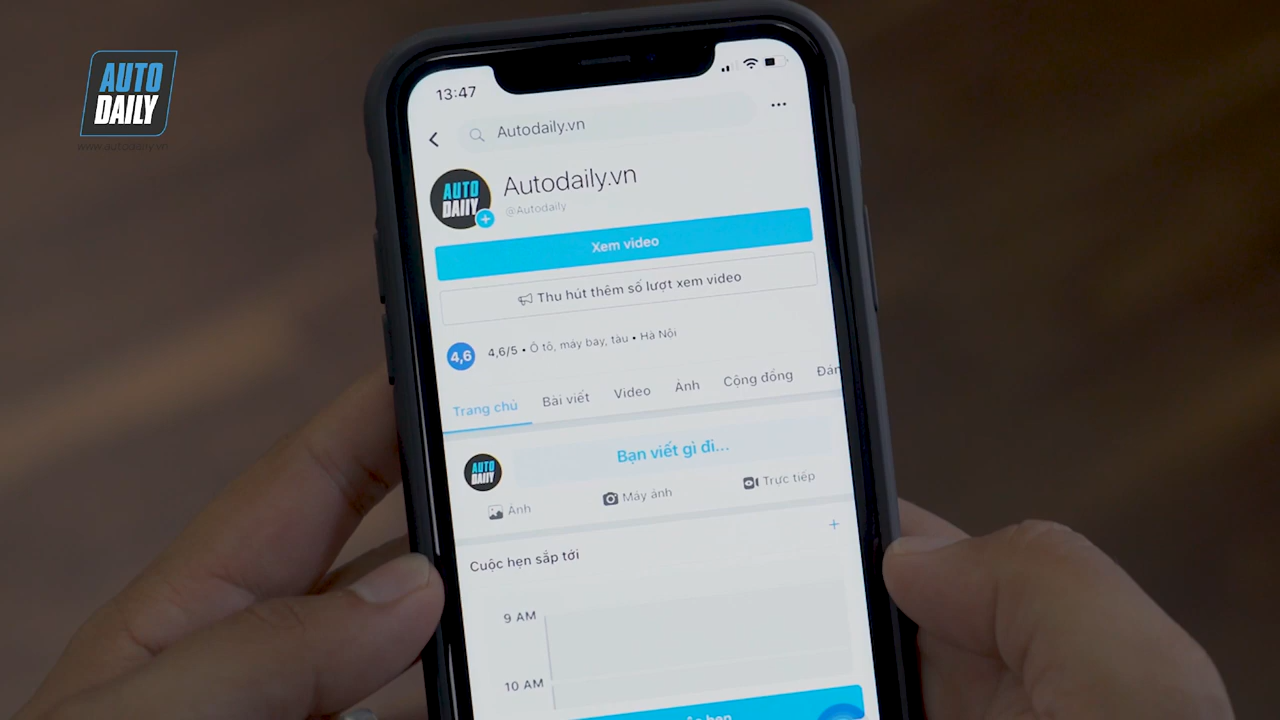 AUTO
DAILY
www.autodaily.vn
13:47
Autodaily.vn
AUTO
DAILY
Autodaily.vn
@Autodaily
Xem video
Thu hút thêm số lượt xem video
4,6
4,6/5 • Ô tô, máy bay, tàu • Hà Nội
Trang chủ
Bài viết
Video
Ảnh
Cộng đồng
AUTO
DAILY
Bạn viết gì đi...
Ảnh
Máy ảnh
Trực tiếp
Cuộc hẹn sắp tới
9 AM
10 AM